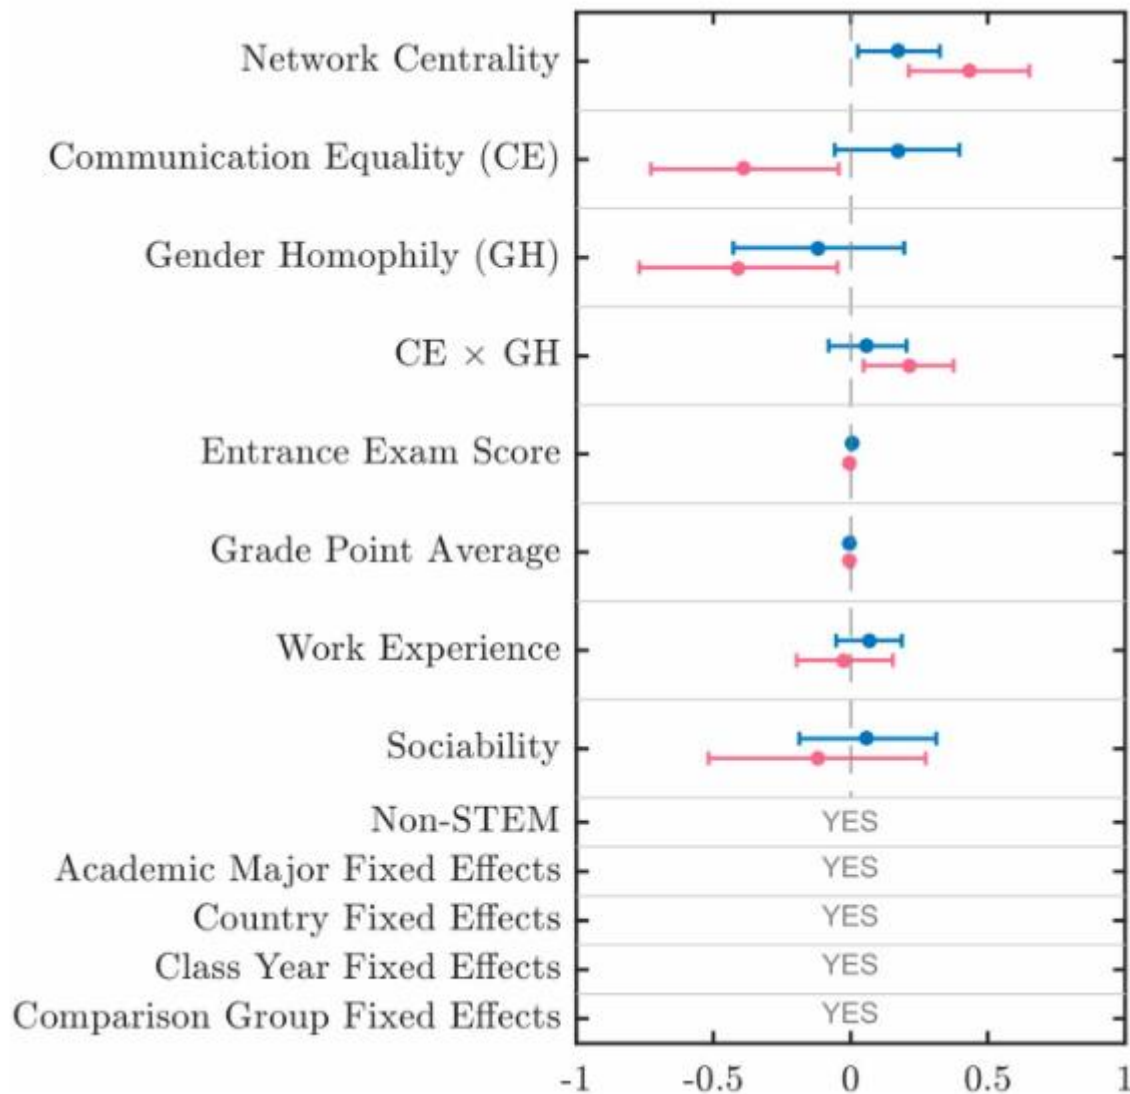 Network Centrality
Communication Equality (CE)
Gender Homophily (GH)
CE × GH
Entrance Exam Score
Grade Point Average
Work Experience
Sociability
Non-STEM YES
Academic Major Fixed Effects YES
Country Fixed Effects YES
Class Year Fixed Effects YES
Comparison Group Fixed Effects YES
-1 -0.5 0 0.5 1